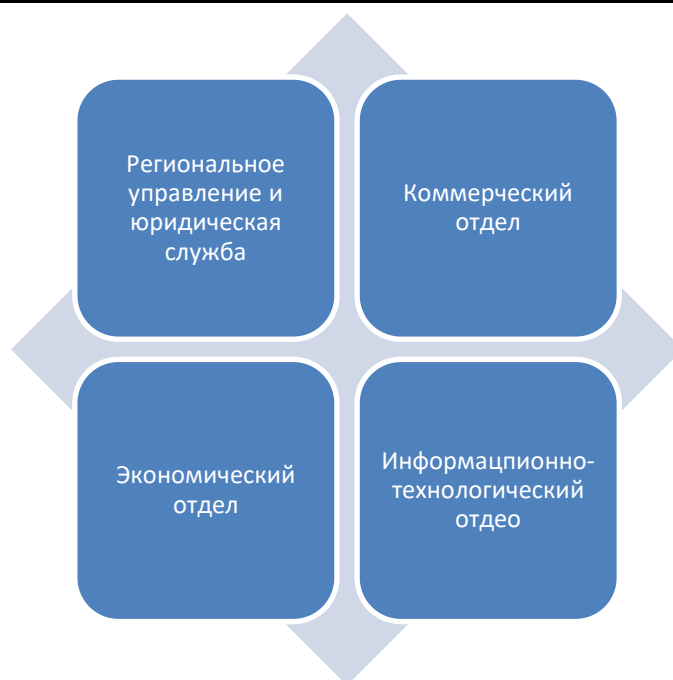 Региональное
управление и
юридическая
служба
Коммерческий
отдел
Экономический
отдел
Информацпионно-
технологический
отдео